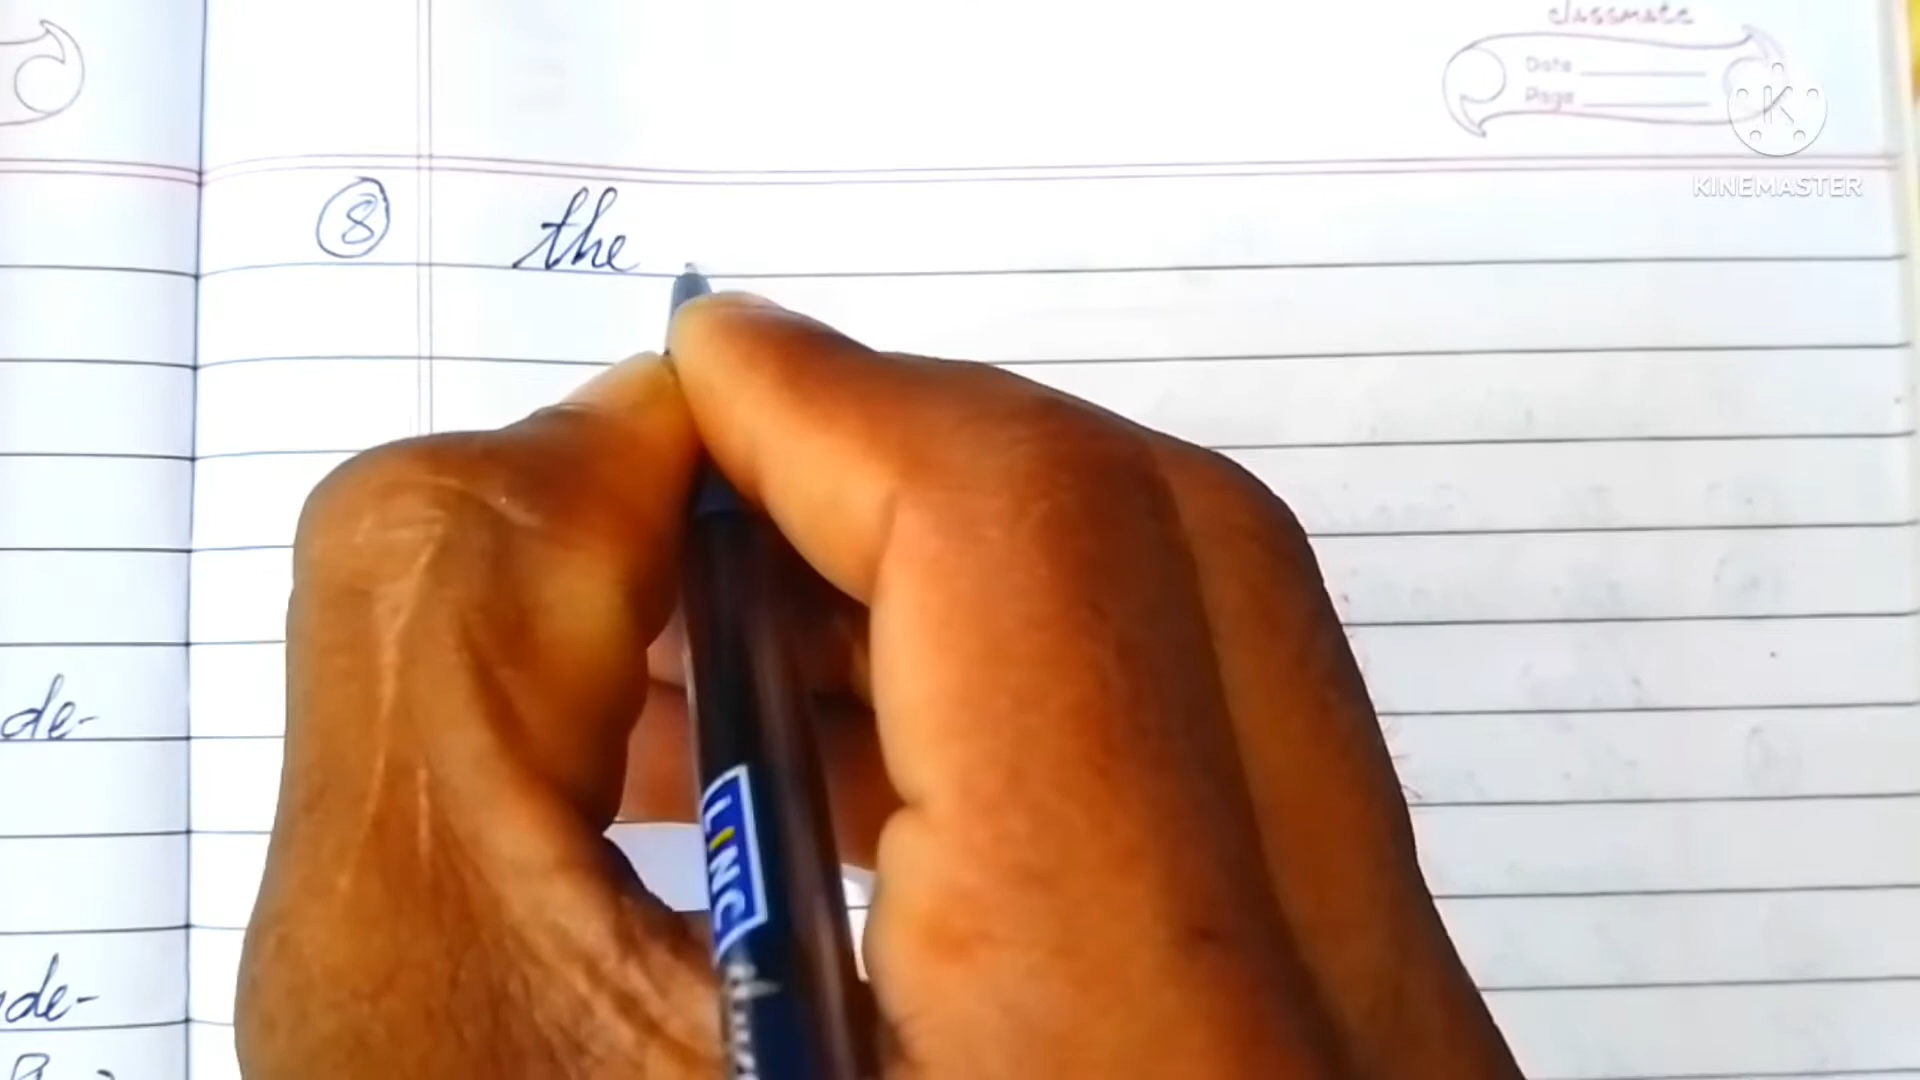 classmate
Date
Page
KINEMASTER
⑧ the
LINC
de-
de-